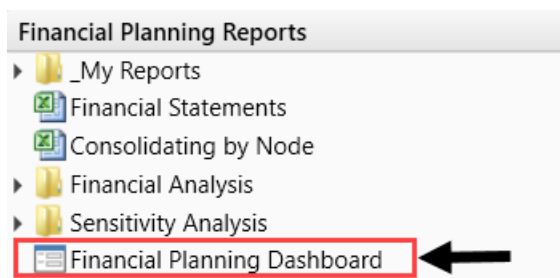 Financial Planning Reports
_My Reports
Financial Statements
Consolidating by Node
Financial Analysis
Sensitivity Analysis
Financial Planning Dashboard